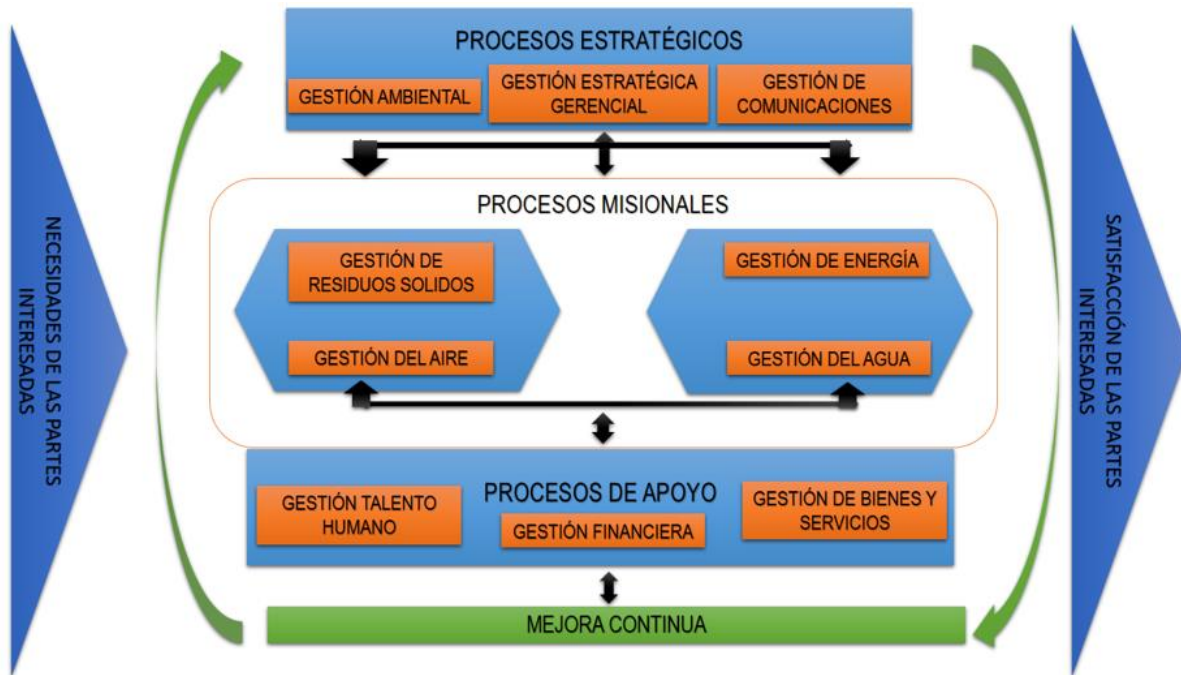 PROCESOS ESTRATÉGICOS
GESTIÓN AMBIENTAL
GESTIÓN ESTRATÉGICA
GERENCIAL
GESTIÓN DE
COMUNICACIONES
NECESIDADES DE LAS PARTES
INTERESADAS
PROCESOS MISIONALES
GESTIÓN DE
RESIDUOS SOLIDOS
GESTIÓN DE ENERGÍA
GESTIÓN DEL AIRE
GESTIÓN DEL AGUA
SATISFACCIÓN DE LAS PARTES
INTERESADAS
PROCESOS DE APOYO
GESTIÓN TALENTO
HUMANO
GESTIÓN FINANCIERA
GESTIÓN DE BIENES Y
SERVICIOS
MEJORA CONTINUA